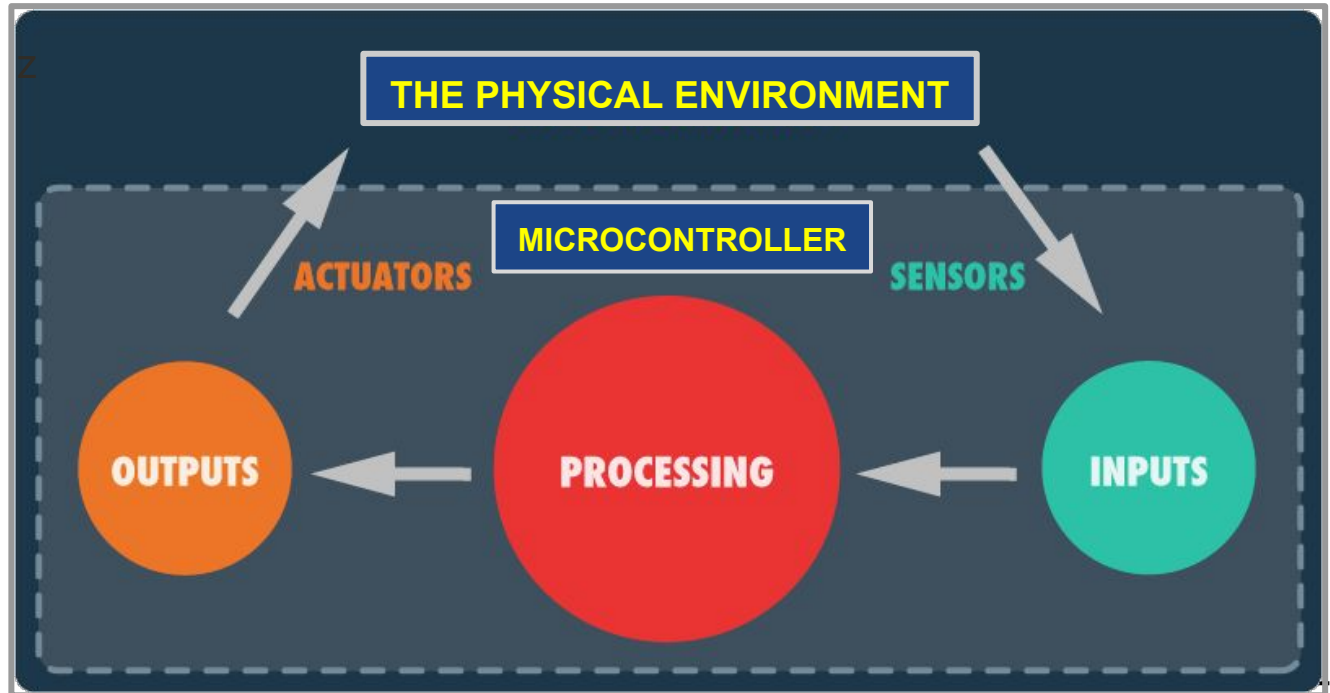 Z
THE PHYSICAL ENVIRONMENT
MICROCONTROLLER
ACTUATORS
SENSORS
OUTPUTS
PROCESSING
INPUTS